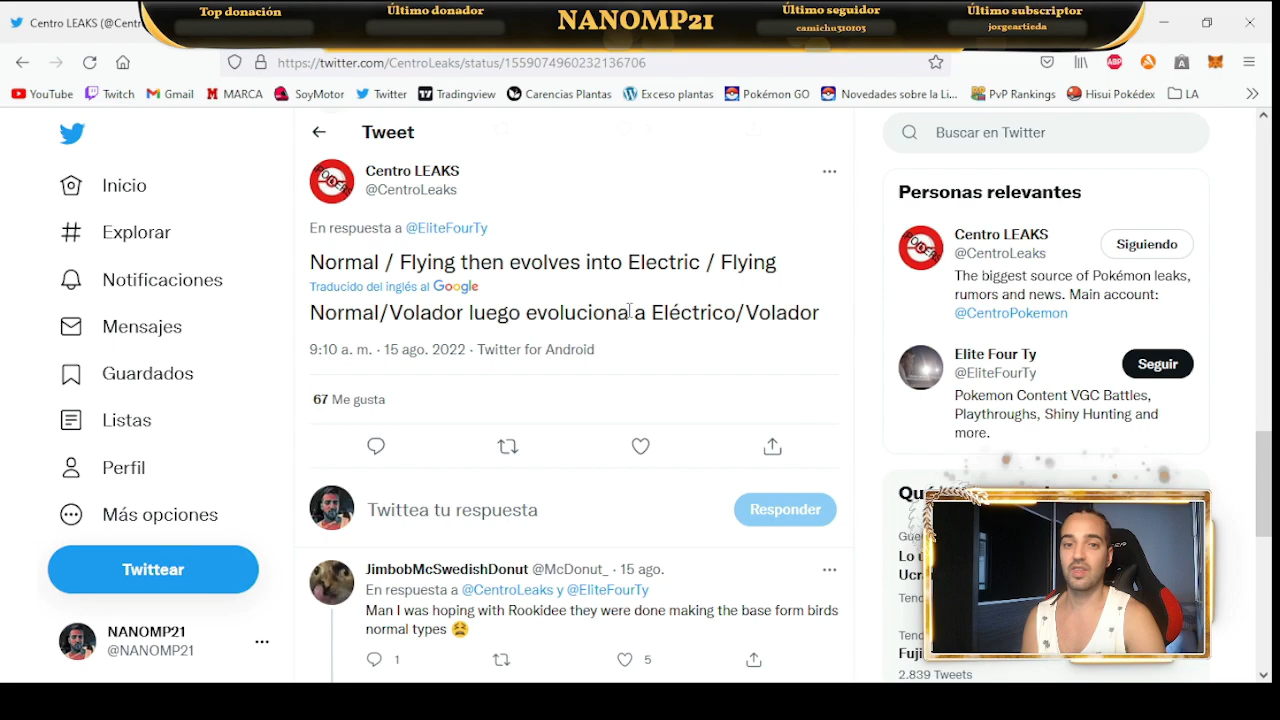 Centro LEAKS (@Centr
Top donación
Último donador
NANOMP21
Último seguidor
camichu310103
Último subscriptor
jorgeartieda
https://twitter.com/CentroLeaks/status/1559074960232136706
YouTube
Twitch
Gmail
MARCA
SoyMotor
Twitter
Tradingview
Carencias Plantas
Exceso plantas
Pokémon GO
Novedades sobre la Li...
PvP Rankings
Hisui Pokédex
LA
Inicio
Explorar
Notificaciones
Mensajes
Guardados
Listas
Perfil
Más opciones
Twittear
NANOMP21
@NANOMP21
Tweet
Centro LEAKS
@CentroLeaks
En respuesta a @EliteFourTy
Normal / Flying then evolves into Electric / Flying
Traducido del inglés al Google
Normal/Volador luego evoluciona a Eléctrico/Volador
9:10 a. m. · 15 ago. 2022 · Twitter for Android
67 Me gusta
Twittea tu respuesta
Responder
JimbobMcSwedishDonut @McDonut_ · 15 ago.
En respuesta a @CentroLeaks y @EliteFourTy
Man I was hoping with Rookidee they were done making the base form birds
normal types 😫
1
5
Buscar en Twitter
Personas relevantes
Centro LEAKS
@CentroLeaks
Siguiendo
The biggest source of Pokémon leaks,
rumors and news. Main account:
@CentroPokemon
Elite Four Ty
@EliteFourTy
Seguir
Pokemon Content VGC Battles,
Playthroughs, Shiny Hunting and
more.
Qu
Lo ú
Ucra
Tend
Tend
Fuji
2.839 Tweets